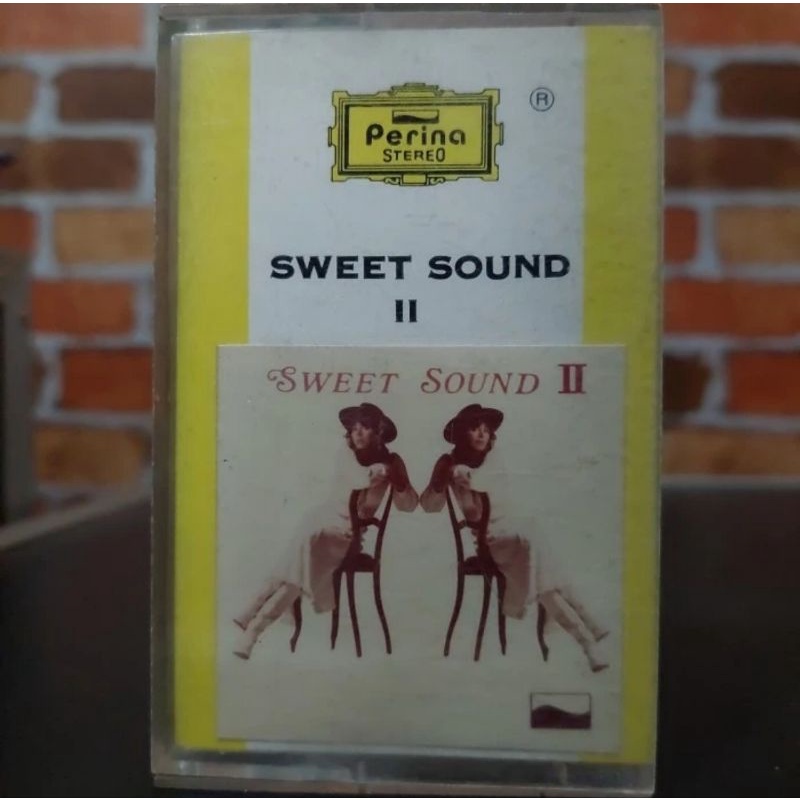 Perina
STEREO
®
SWEET SOUND
II
SWEET SOUND II